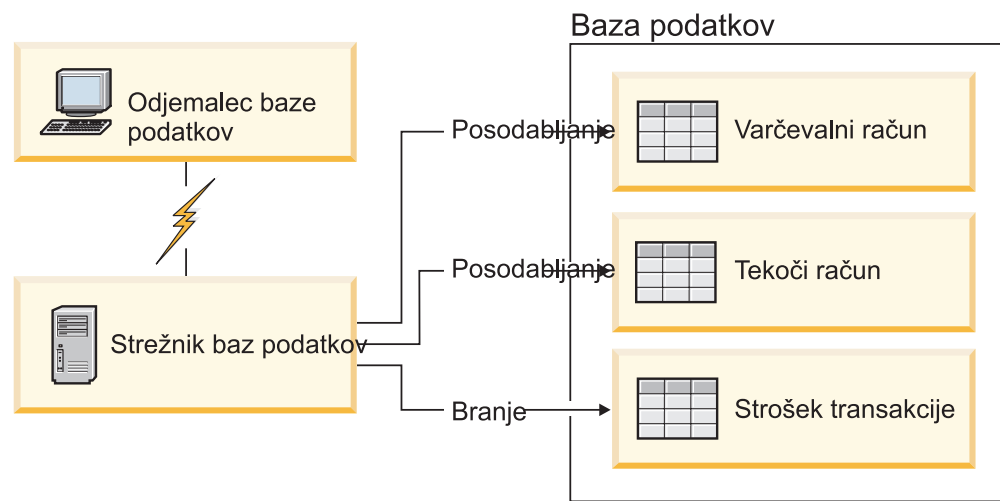 Baza podatkov
Odjemalec baze
podatkov
Posodabljanje
Varčevalni račun
Posodabljanje
Tekoči račun
Strežnik baz podatkov
Branje
Strošek transakcije